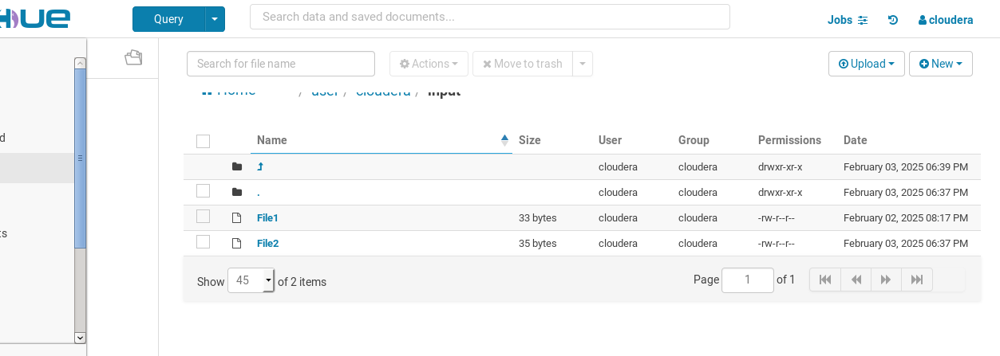 HUE
Query
Search data and saved documents...
Jobs
cloudera
Search for file name
Actions
Move to trash
Upload
New
Home / user / cloudera / input
Name Size User Group Permissions Date
cloudera cloudera drwxr-xr-x February 03, 2025 06:39 PM
. cloudera cloudera drwxr-xr-x February 03, 2025 06:37 PM
File1 33 bytes cloudera cloudera -rw-r--r-- February 02, 2025 08:17 PM
File2 35 bytes cloudera cloudera -rw-r--r-- February 03, 2025 06:37 PM
d
ts
Show 45 of 2 items
Page 1 of 1